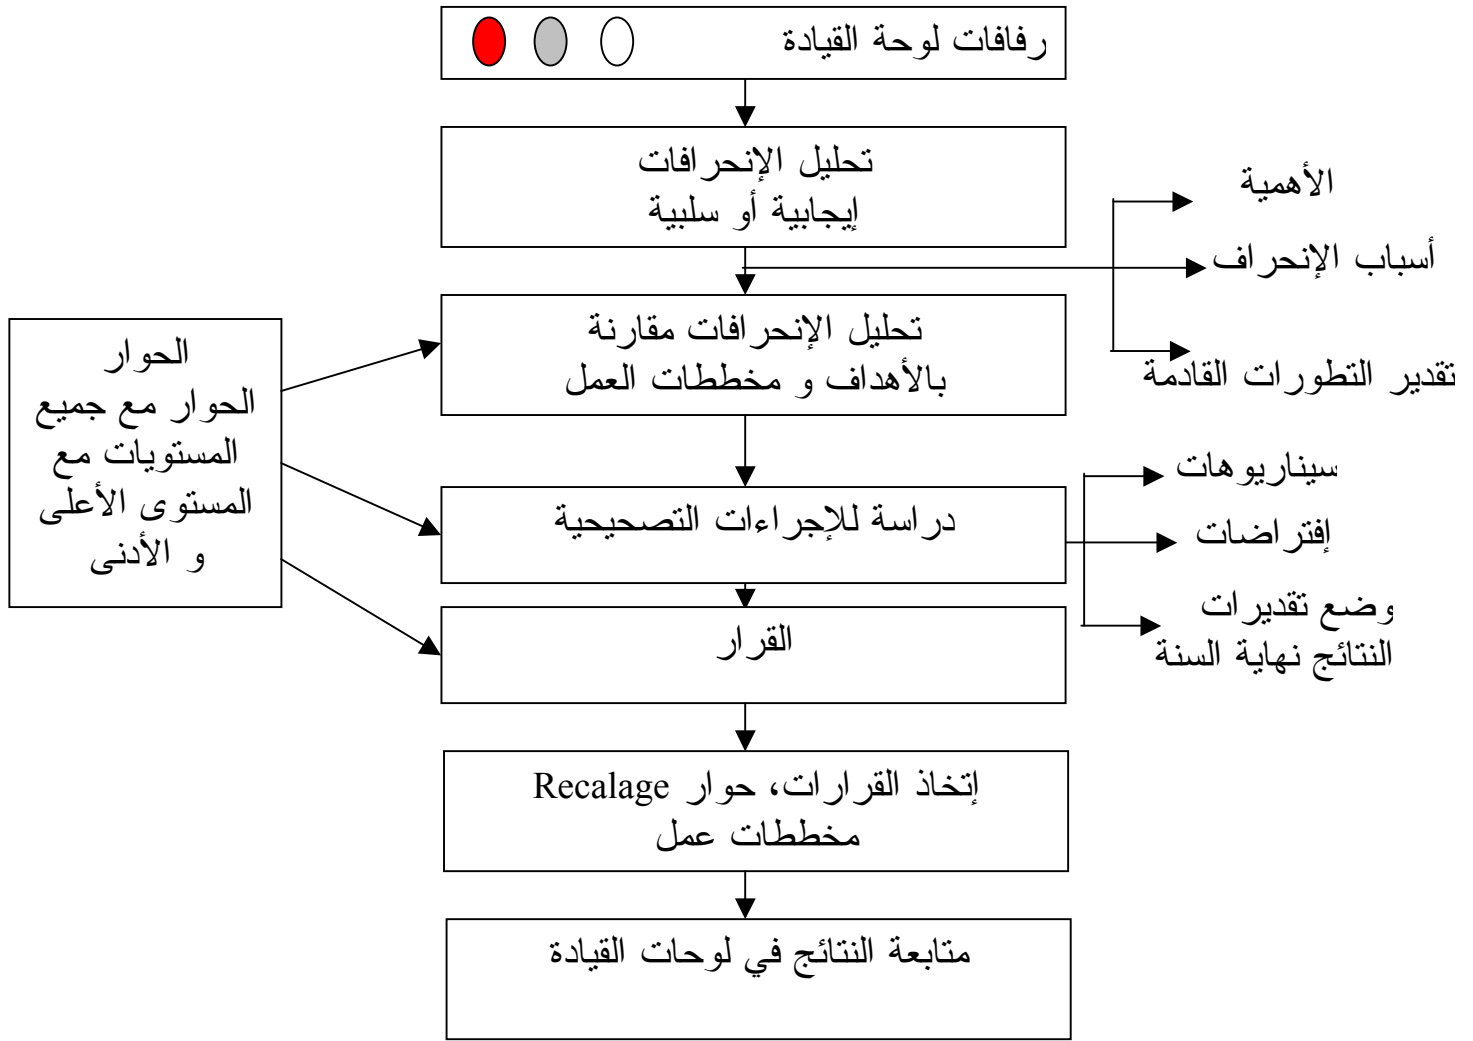 رفافات لوحة القيادة
تحليل الإنحرافات
إيجابية أو سلبية
الأهمية
أسباب الإنحراف
تقدير التطورات القادمة
تحليل الإنحرافات مقارنة
بالأهداف و مخططات العمل
الحوار
الحوار مع جميع
المستويات مع
المستوى الأعلى
و الأدنى
دراسة للإجراءات التصحيحية
سيناريوهات
إفتراضات
وضع تقديرات
النتائج نهاية السنة
القرار
إتخاذ القرارات، حوار Recalage
مخططات عمل
متابعة النتائج في لوحات القيادة